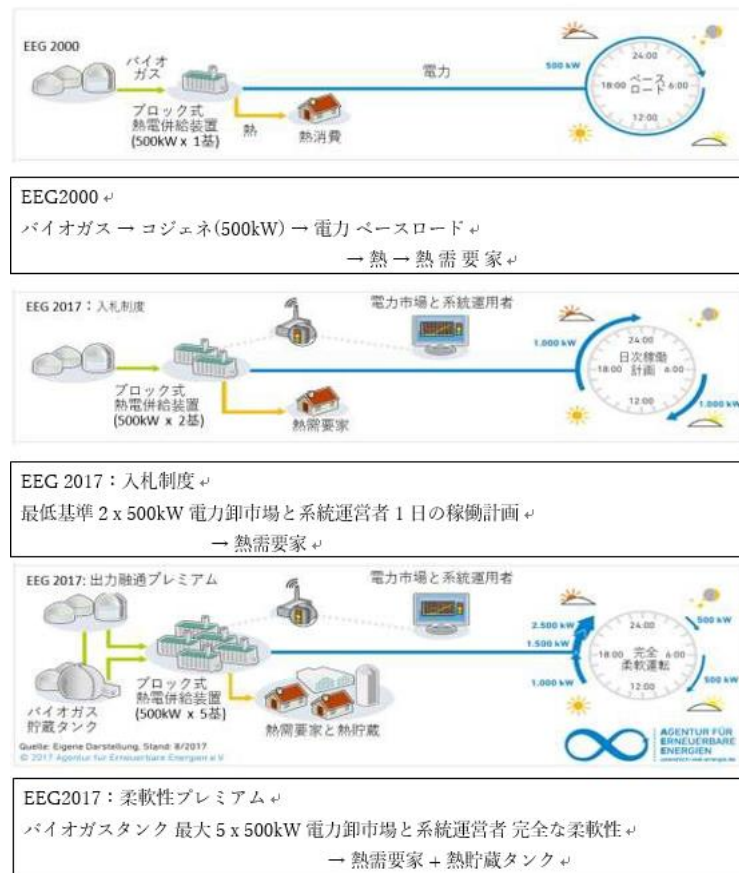 EEG 2000
バイオ
ガス
電力
500 kW
24:00
18:00 ベース 6:00
ロード
12:00
ブロック式
熱電併給装置
(500kW x 1基)
熱
熱消費
EEG2000 ↵
バイオガス → コジェネ(500kW) → 電力 ベースロード ↵
→ 熱 → 熱 需 要 家 ↵
EEG 2017：入札制度
電力市場と系統運用者
1.000 kW
24:00
日次稼働
18:00 計画 6:00
12:00
1.000 kW
ブロック式
熱電併給装置
(500kW x 2基)
熱需要家
EEG 2017：入札制度 ↵
最低基準 2 x 500kW 電力卸市場と系統運営者 1 日の稼働計画 ↵
→ 熱需要家 ↵
EEG 2017: 出力融通プレミアム
電力市場と系統運用者
2.500 kW
500 kW
1.500 kW
24:00
18:00 完全 6:00
柔軟運転
1.000 kW
12:00
500 kW
バイオガス
貯蔵タンク
ブロック式
熱電併給装置
(500kW x 5基)
熱需要家と熱貯蔵
Quelle: Eigene Darstellung, Stand: 8/2017
© 2017 Agentur für Erneuerbare Energien e.V.
AGENTUR FÜR
ERNEUERBARE
ENERGIEN
EEG2017：柔軟性プレミアム ↵
バイオガスタンク 最大 5 x 500kW 電力卸市場と系統運営者 完全な柔軟性 ↵
→ 熱需要家 + 熱貯蔵タンク ↵